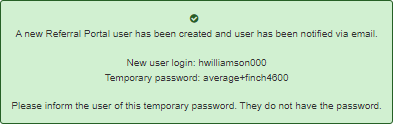 A new Referral Portal user has been created and user has been notified via email.
New user login: hwilliamson000
Temporary password: average+finch4600
Please inform the user of this temporary password. They do not have the password.